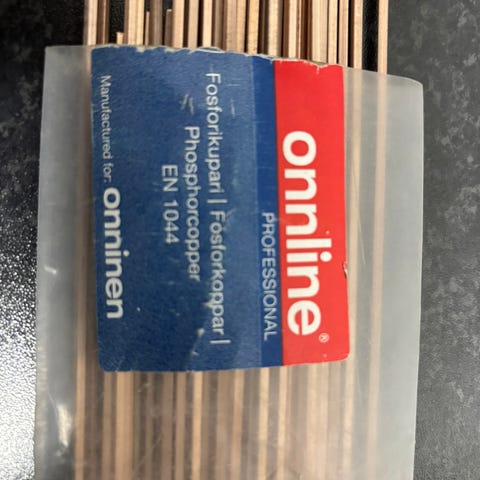 onnline®
PROFESSIONAL
Fosforikupari | Fosforkoppar |
Phosphorcopper
EN 1044
Manufactured for: onninen